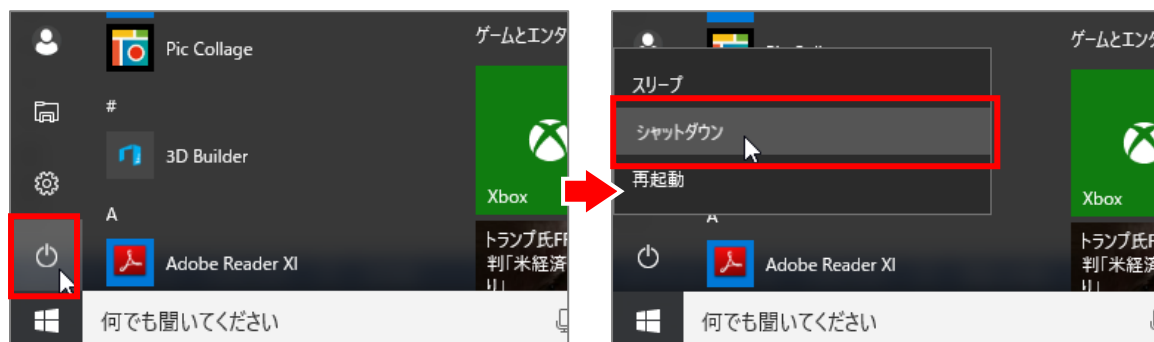 Pic Collage
#
3D Builder
A
Adobe Reader XI
何でも聞いてください
ゲームとエンタ
Xbox
トランプ氏FR
判「米経済
り」
スリープ
シャットダウン
再起動
A
Adobe Reader XI
何でも聞いてください
ゲームとエンタ
Xbox
トランプ氏F
判「米経済
り」